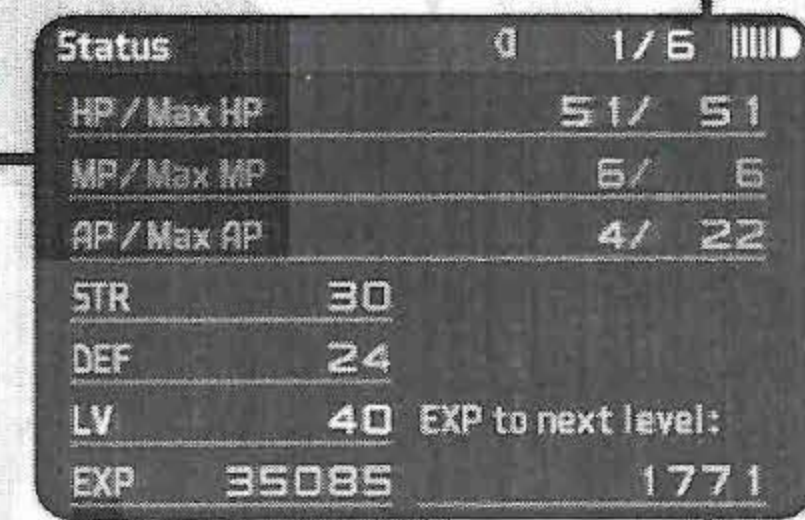 Status 1/6
HP/Max HP 51/ 51
MP/Max MP 6/ 6
AP/Max AP 4/ 22
STR 30
DEF 24
LV 40 EXP to next level:
EXP 35085 1771